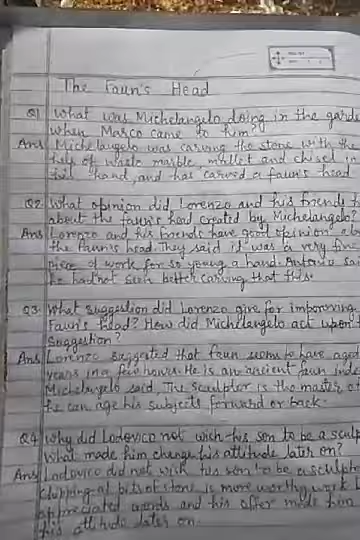 The Faun's Head
Q1 What was Michelangelo doing in the garde
when Marco came to him?
Ans Michelangelo was carving the stone with the
help of waste marble, mallet and chisel in
his hand, and has carved a faun's head
Q2 What opinion did Lorenzo and his friends h
about the faun's head created by Michelangelo?
Ans Lorenzo and his friends have good opinion abo
the faun's head. They said it was a very fine
piece of work for so young a hand. Antonio sai
he had not seen better carving that this.
Q3 What suggestion did Lorenzo give for imporowing
Faun's head? How did Michelangelo act upon
Suggestion?
Ans Lorenzo suggested that faun seems to have aged
years in a few hours. He is an ancient faun inde
Michelangelo said, The sculptor is the master o
he can age his subjects forward or back.
Q4 Why did Lodovico not wich his son to be a sculp
What made him change his attitude later on?
Ans Lodovico did not wich his son to be a sculpto
chipping at bits of stone is more worthy work
appreciated and his offer made him
his attitude later on.